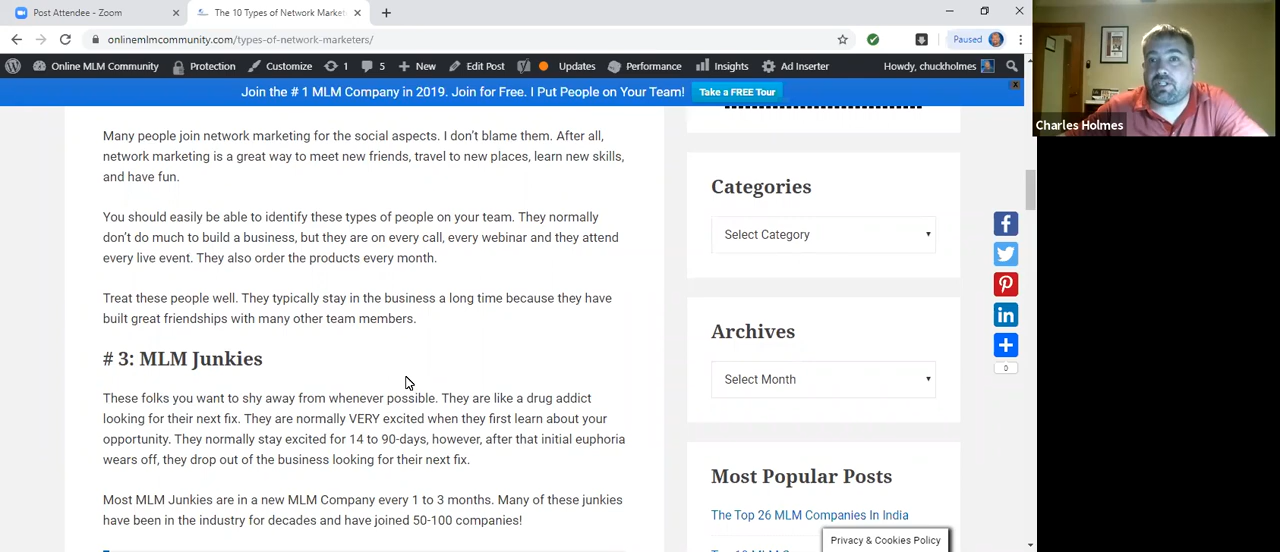 Post Attendee - Zoom
The 10 Types of Network Market
onlinemlmcommunity.com/types-of-network-marketers/
Paused
Online MLM Community
Protection
Customize
1
5
New
Edit Post
Updates
Performance
Insights
Ad Inserter
Howdy, chuckholmes
Join the # 1 MLM Company in 2019. Join for Free. I Put People on Your Team!
Take a FREE Tour
x
Many people join network marketing for the social aspects. I don't blame them. After all,
network marketing is a great way to meet new friends, travel to new places, learn new skills,
and have fun.
You should easily be able to identify these types of people on your team. They normally
don't do much to build a business, but they are on every call, every webinar and they attend
every live event. They also order the products every month.
Treat these people well. They typically stay in the business a long time because they have
built great friendships with many other team members.
# 3: MLM Junkies
These folks you want to shy away from whenever possible. They are like a drug addict
looking for their next fix. They are normally VERY excited when they first learn about your
opportunity. They normally stay excited for 14 to 90-days, however, after that initial euphoria
wears off, they drop out of the business looking for their next fix.
Most MLM Junkies are in a new MLM Company every 1 to 3 months. Many of these junkies
have been in the industry for decades and have joined 50-100 companies!
Categories
Select Category
Archives
Select Month
Most Popular Posts
The Top 26 MLM Companies In India
Privacy & Cookies Policy
0
Charles Holmes